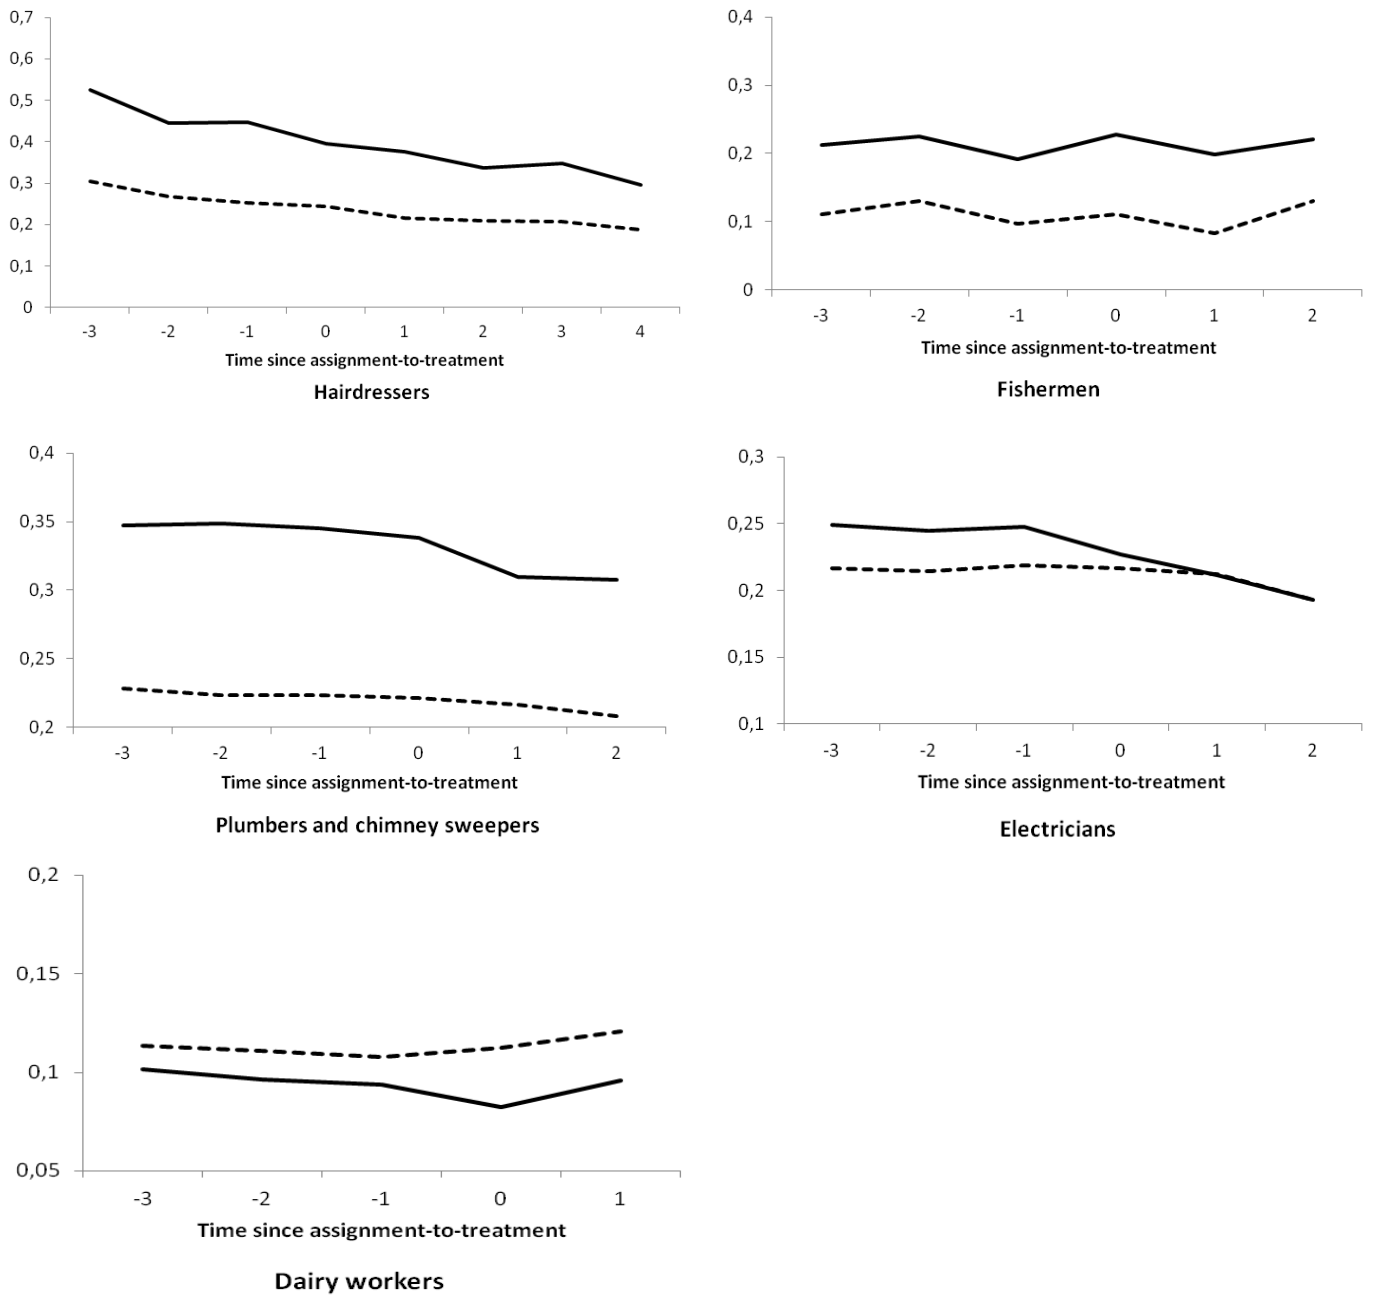 0,7
0,6
0,5
0,4
0,3
0,2
0,1
0
-3 -2 -1 0 1 2 3 4
Time since assignment-to-treatment
Hairdressers
0,4
0,3
0,2
0,1
0
-3 -2 -1 0 1 2
Time since assignment-to-treatment
Fishermen
0,4
0,35
0,3
0,25
0,2
-3 -2 -1 0 1 2
Time since assignment-to-treatment
Plumbers and chimney sweepers
0,3
0,25
0,2
0,15
0,1
-3 -2 -1 0 1 2
Time since assignment-to-treatment
Electricians
0,2
0,15
0,1
0,05
-3 -2 -1 0 1
Time since assignment-to-treatment
Dairy workers